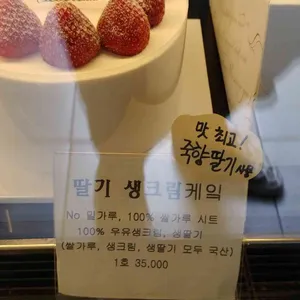 맛 최고!
죽향딸기 사용
딸기 생크림케익
No 밀가루, 100% 쌀가루 시트
100% 우유생크림, 생딸기
(쌀가루, 생크림, 생딸기 모두 국산)
1호 35,000